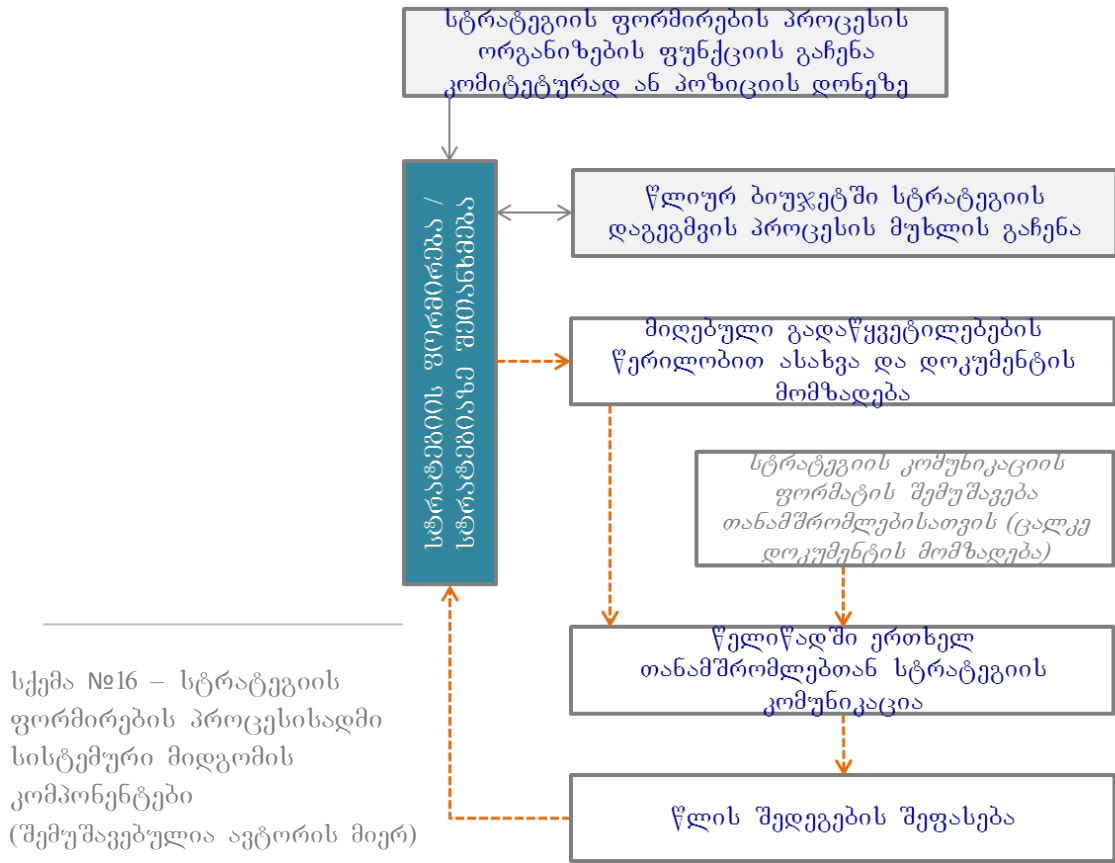 სტრატეგიის ფორმირების პროცესის
ორგანიზების ფუნქციის გაჩენა
კომიტეტურად ან პოზიციის დონეზე
სტრატეგიის ფორმირება /
სტრატეგიაზე შეთანხმება
წლიურ ბიუჯეტში სტრატეგიის
დაგეგმვის პროცესის მუხლის გაჩენა
მიღებული გადაწყვეტილებების
წერილობით ასახვა და დოკუმენტის
მომზადება
სტრატეგიის კომუნიკაციის
ფორმატის შემუშავება
თანამშრომლებისათვის (ცალკე
დოკუმენტის მომზადება)
წელიწადში ერთხელ
თანამშრომლებთან სტრატეგიის
კომუნიკაცია
წლის შედეგების შეფასება
სქემა №16 – სტრატეგიის
ფორმირების პროცესისადმი
სისტემური მიდგომის
კომპონენტები
(შემუშავებულია ავტორის მიერ)